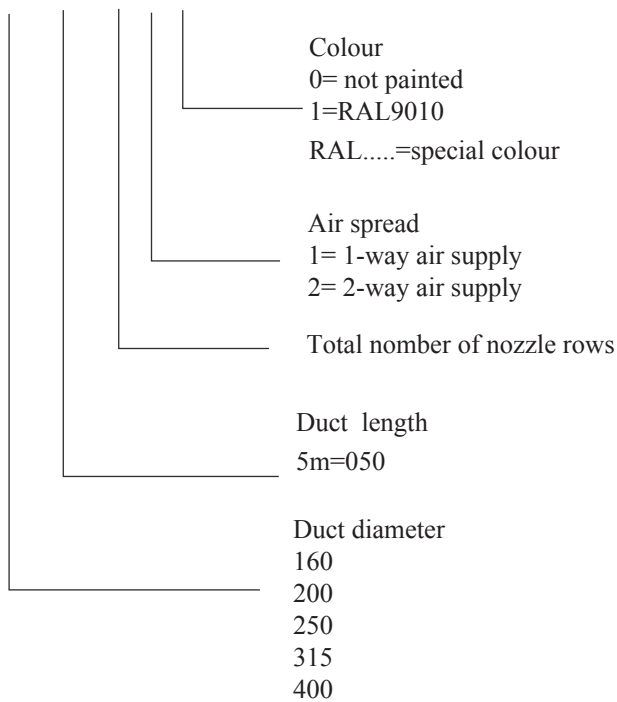 Colour
0= not painted
1=RAL9010
RAL.....=special colour
Air spread
1= 1-way air supply
2= 2-way air supply
Total nomber of nozzle rows
Duct length
5m=050
Duct diameter
160
200
250
315
400